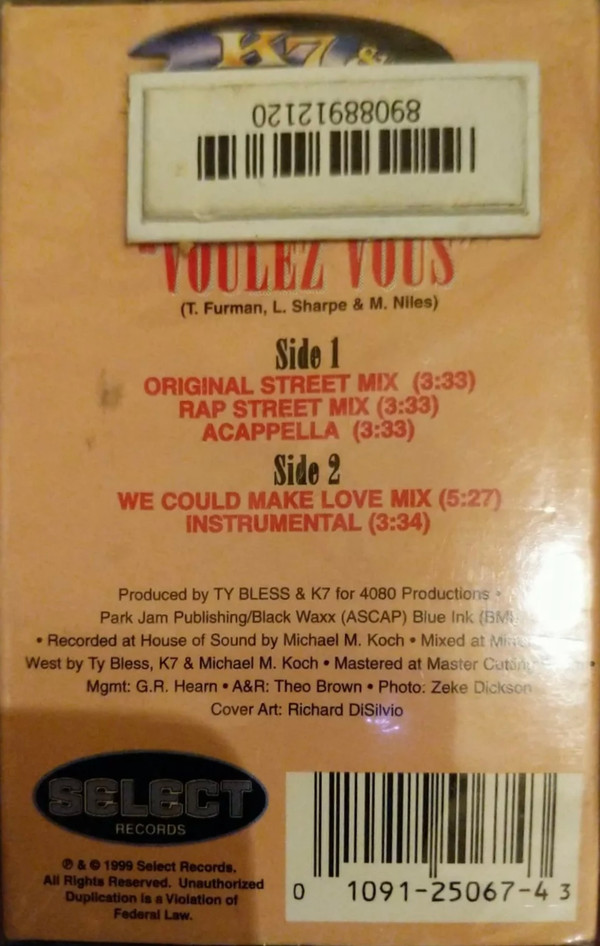 K7 &
89088912120
"VOULEZ VOUS"
(T. Furman, L. Sharpe & M. Niles)
Side 1
ORIGINAL STREET MIX (3:33)
RAP STREET MIX (3:33)
ACAPPELLA (3:33)
Side 2
WE COULD MAKE LOVE MIX (5:27)
INSTRUMENTAL (3:34)
Produced by TY BLESS & K7 for 4080 Productions •
Park Jam Publishing/Black Waxx (ASCAP) Blue Ink (BMI)
• Recorded at House of Sound by Michael M. Koch • Mixed at
West by Ty Bless, K7 & Michael M. Koch • Mastered at Master Cutting •
Mgmt: G.R. Hearn • A&R: Theo Brown • Photo: Zeke Dickson
Cover Art: Richard DiSilvio
SELECT
RECORDS
℗ & © 1999 Select Records.
All Rights Reserved. Unauthorized
Duplication is a Violation of
Federal Law.
0 1091-25067-4 3